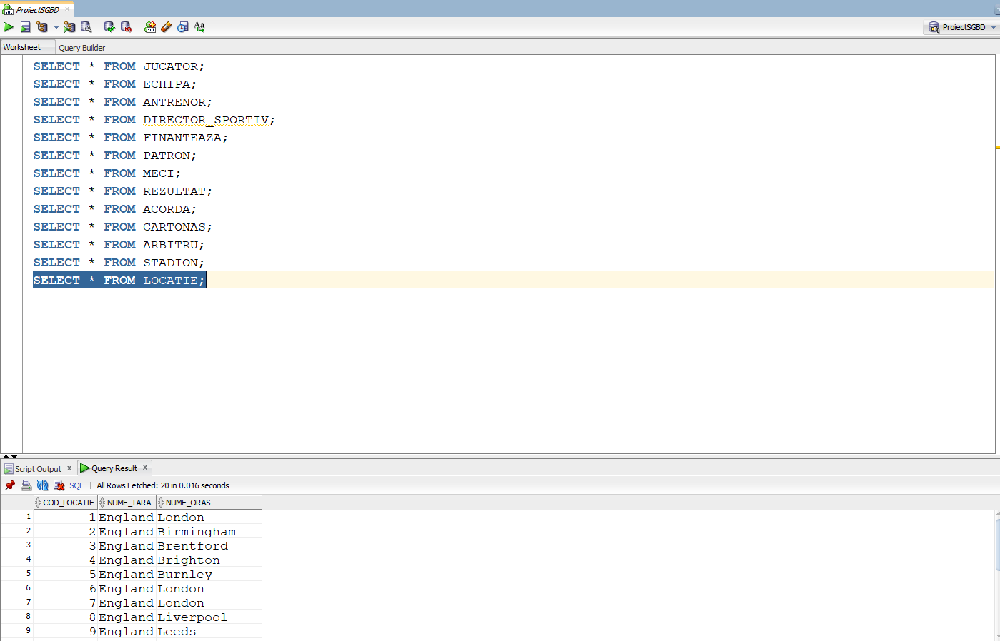 ProiectSGBD
ProiectSGBD
Worksheet Query Builder
SELECT * FROM JUCATOR;
SELECT * FROM ECHIPA;
SELECT * FROM ANTRENOR;
SELECT * FROM DIRECTOR_SPORTIV;
SELECT * FROM FINANTEAZA;
SELECT * FROM PATRON;
SELECT * FROM MECI;
SELECT * FROM REZULTAT;
SELECT * FROM ACORDA;
SELECT * FROM CARTONAS;
SELECT * FROM ARBITRU;
SELECT * FROM STADION;
SELECT * FROM LOCATIE;
Script Output x Query Result x
SQL | All Rows Fetched: 20 in 0.016 seconds
COD_LOCATIE NUME_TARA NUME_ORAS
1 1 England London
2 2 England Birmingham
3 3 England Brentford
4 4 England Brighton
5 5 England Burnley
6 6 England London
7 7 England London
8 8 England Liverpool
9 9 England Leeds